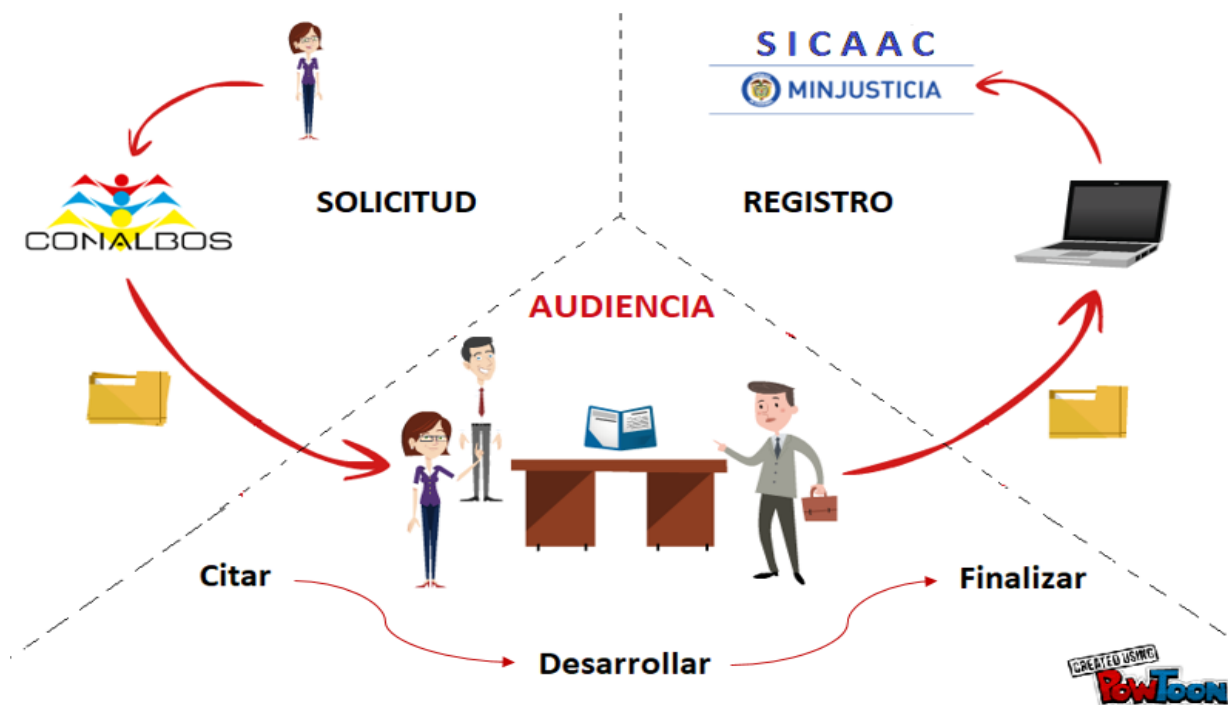 SOLICITUD
CONALBOS
SICAAC
MINJUSTICIA
REGISTRO
AUDIENCIA
Citar
Desarrollar
Finalizar
CREATED USING
POWTOON